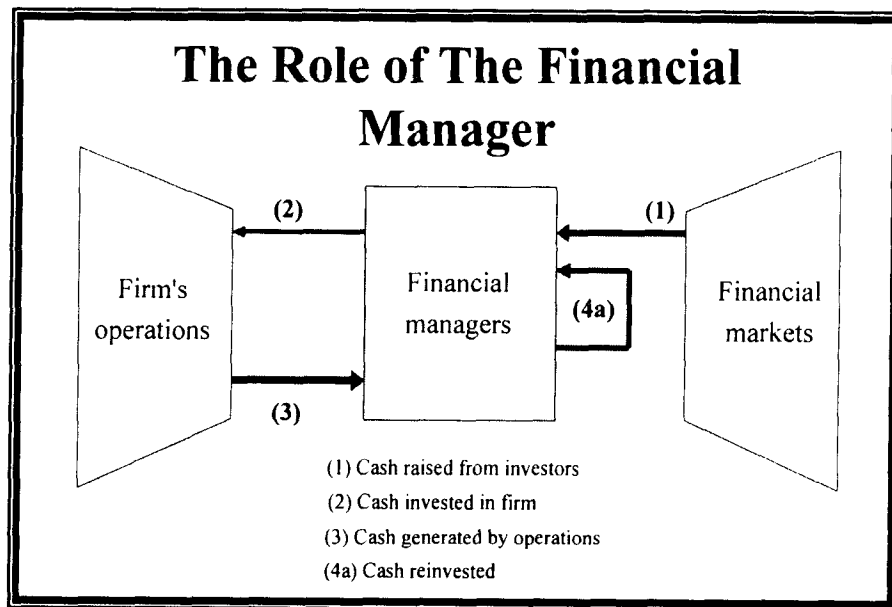 The Role of The Financial
Manager
(2)
(1)
Firm's
operations
Financial
managers
(4a)
Financial
markets
(3)
(1) Cash raised from investors
(2) Cash invested in firm
(3) Cash generated by operations
(4a) Cash reinvested